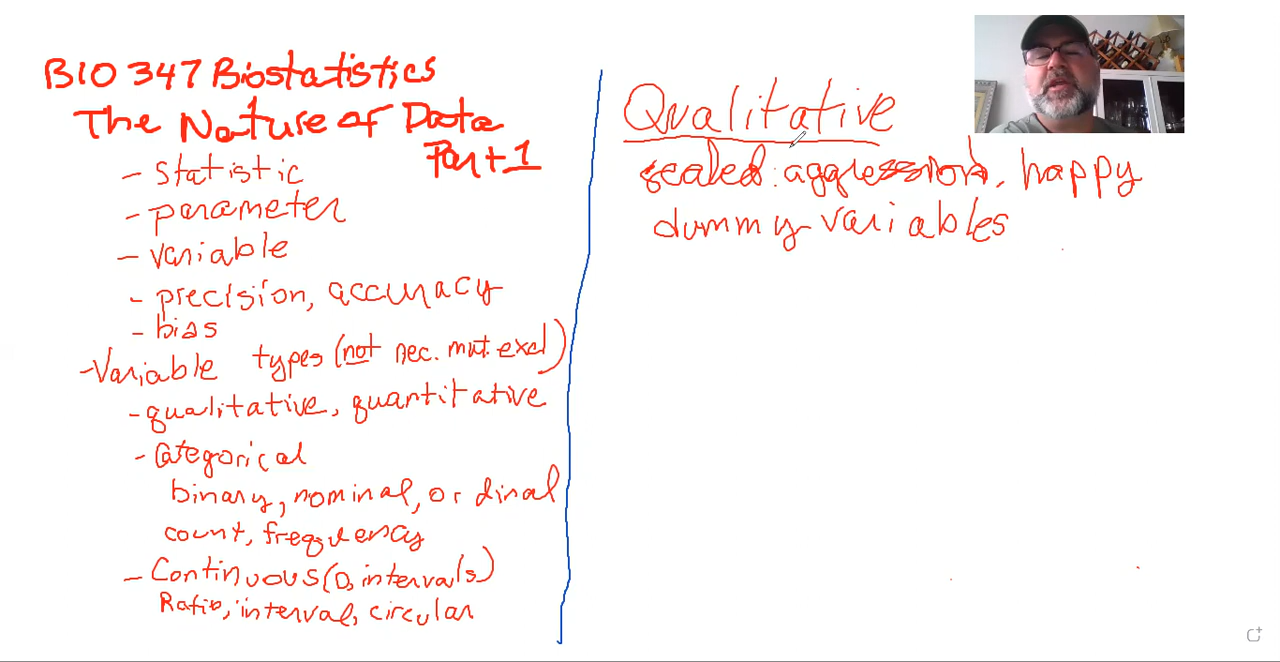 BIO 347 Biostatistics
The Nature of Data
Part 1
- Statistic
- parameter
- variable
- precision, accuracy
- bias
- Variable types (not nec. mut. excl)
- qualitative, quantitative
- Categorical
binary, nominal, ordinal
count, frequency
- Continuous (0, intervals)
Ratio, interval, circular
Qualitative
scaled: aggression, happy
dummy variables